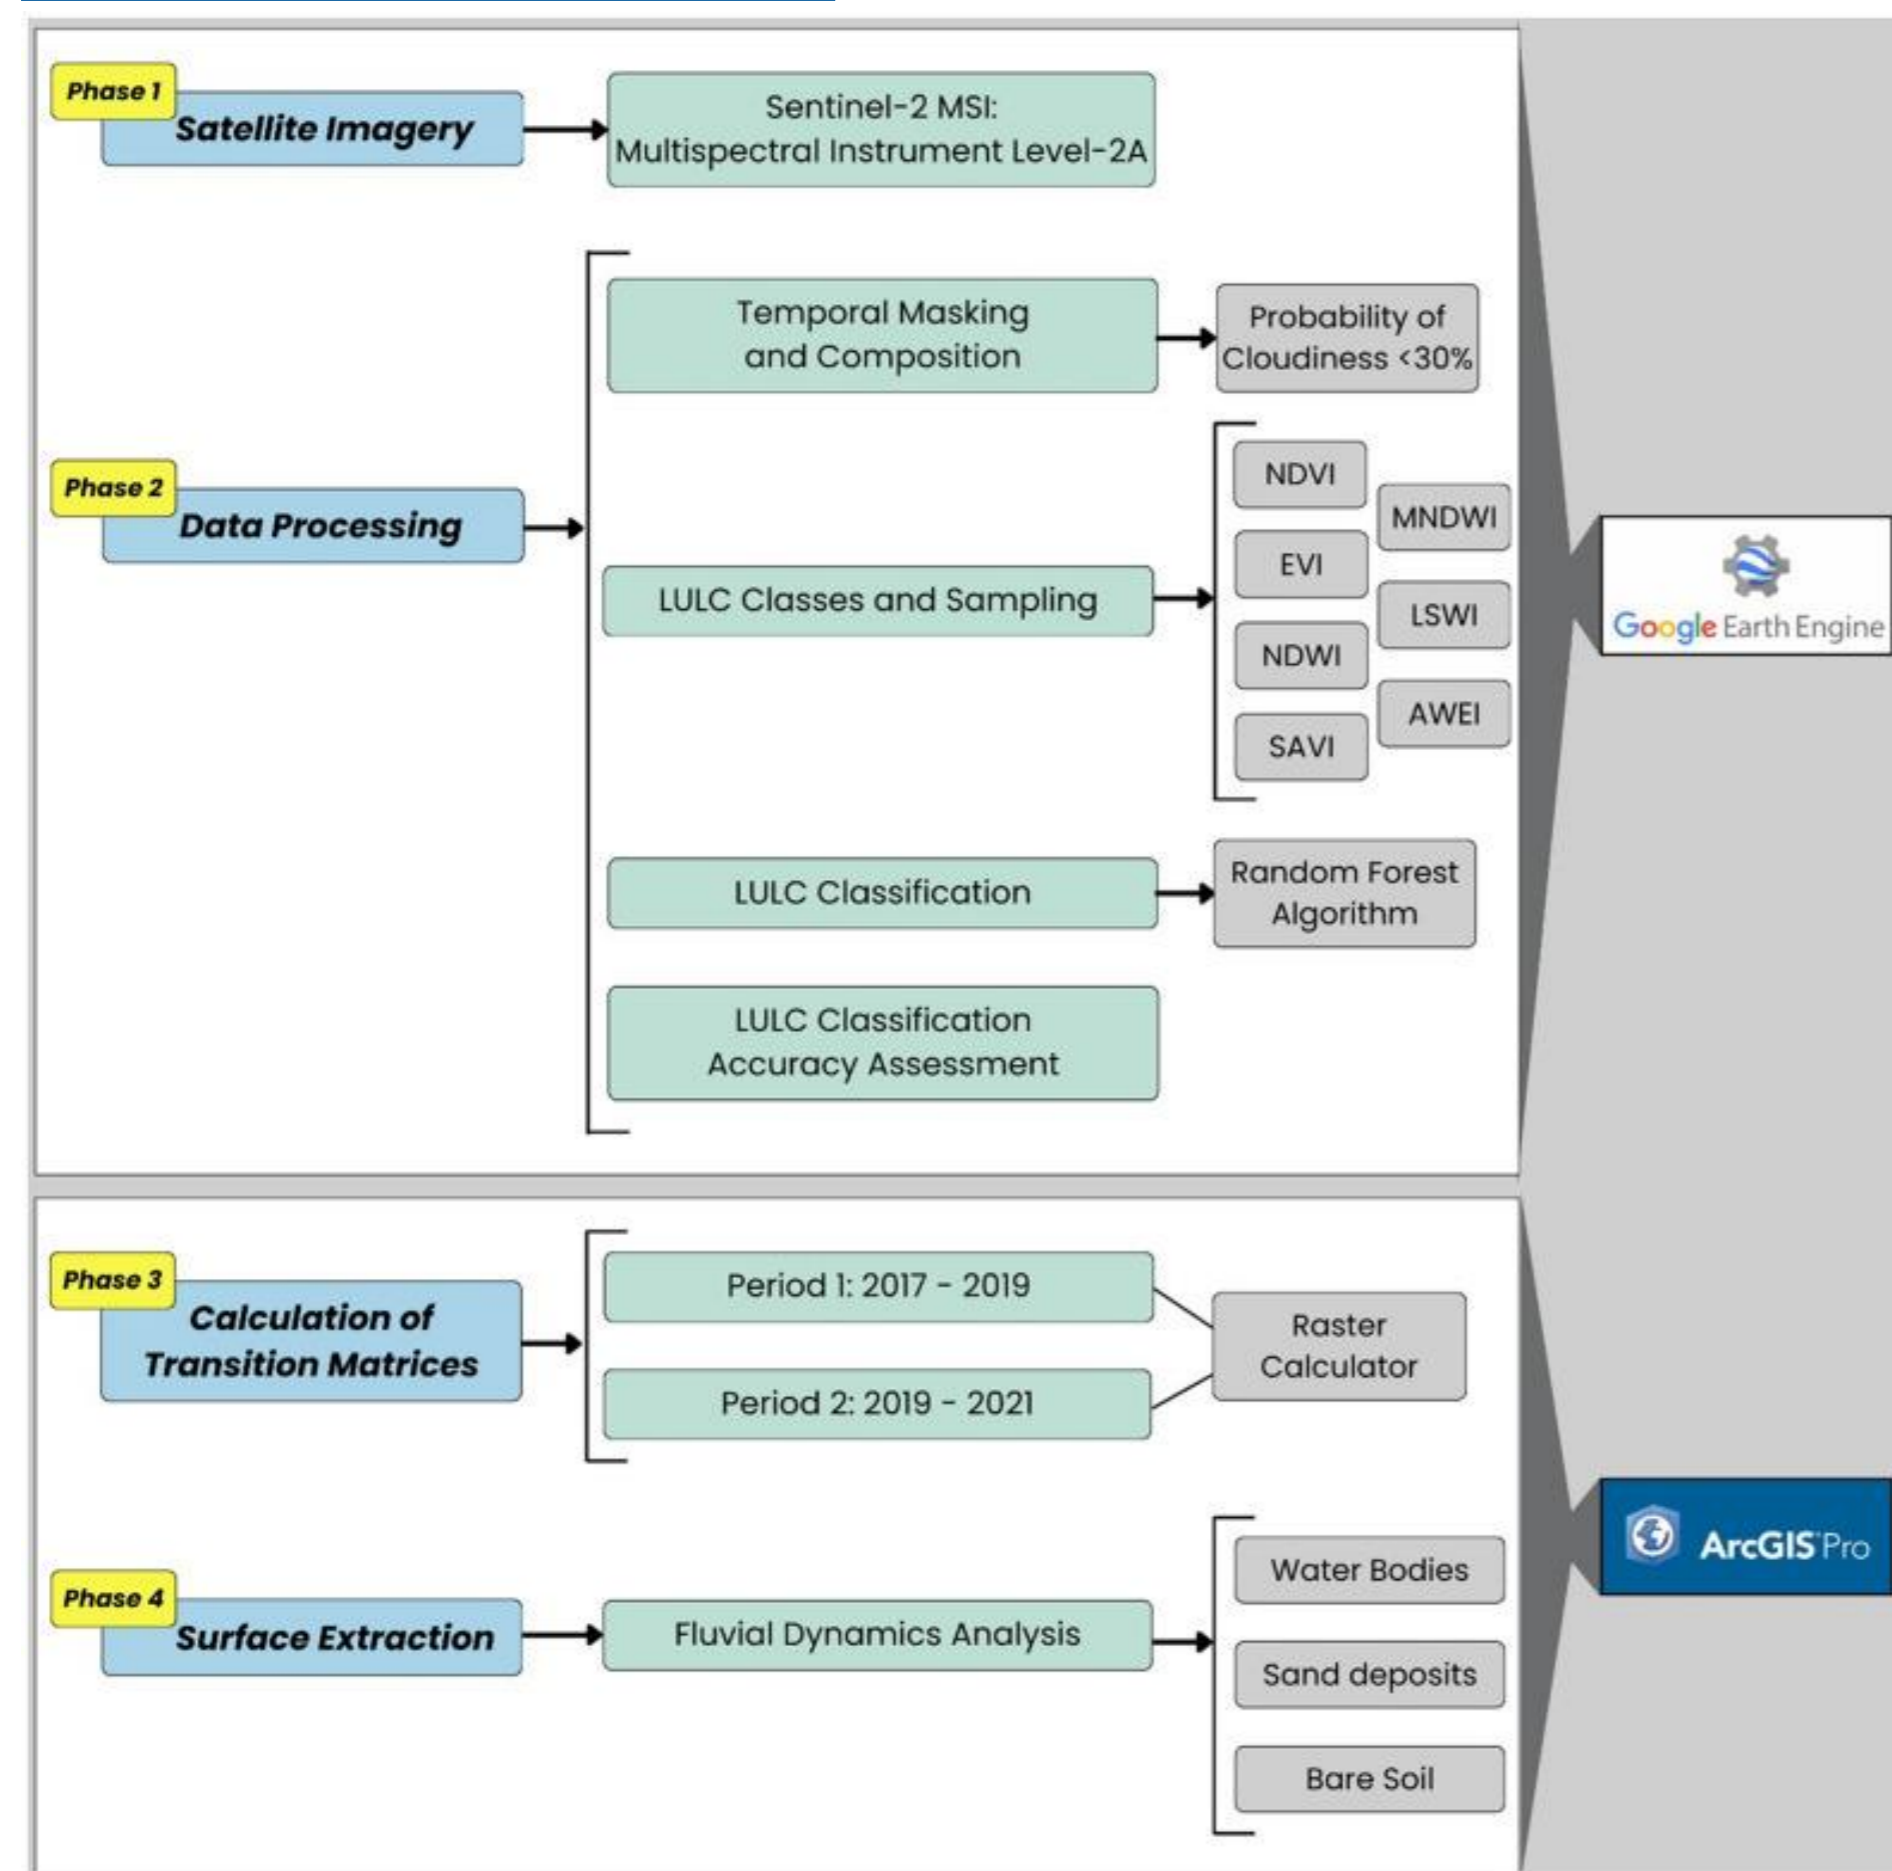 Phase 1
Satellite Imagery
Sentinel-2 MSI:
Multispectral Instrument Level-2A
Phase 2
Data Processing
Temporal Masking
and Composition
Probability of
Cloudiness <30%
LULC Classes and Sampling
NDVI
MNDWI
EVI
LSWI
NDWI
AWEI
SAVI
LULC Classification
Random Forest
Algorithm
LULC Classification
Accuracy Assessment
Google Earth Engine
Phase 3
Calculation of
Transition Matrices
Period 1: 2017 - 2019
Period 2: 2019 - 2021
Raster
Calculator
Phase 4
Surface Extraction
Fluvial Dynamics Analysis
Water Bodies
Sand deposits
Bare Soil
ArcGIS Pro